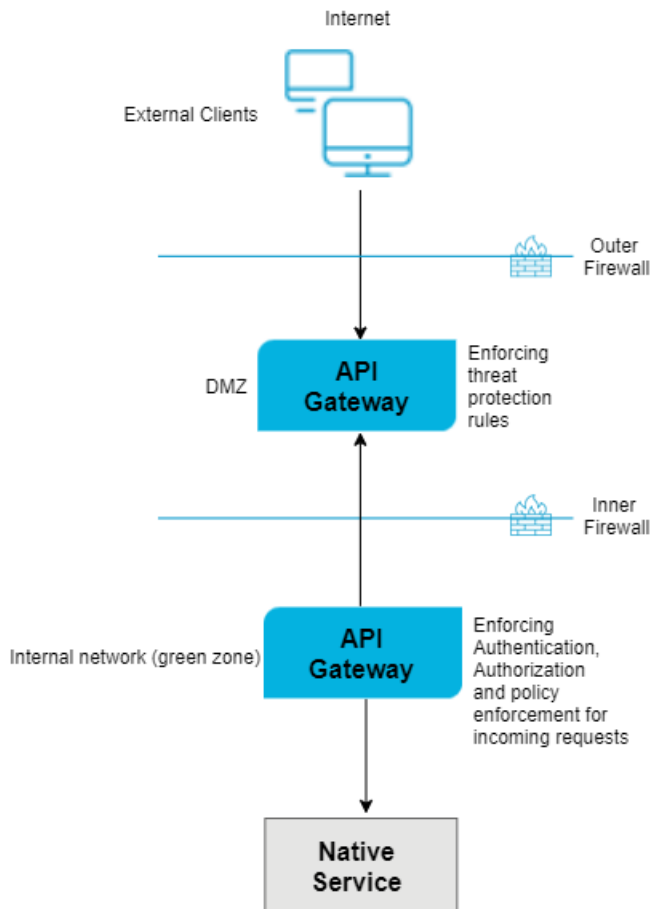 Internet
External Clients
Outer
Firewall
API
Gateway
DMZ
Enforcing
threat
protection
rules
Inner
Firewall
API
Gateway
Internal network (green zone)
Enforcing
Authentication,
Authorization
and policy
enforcement for
incoming requests
Native
Service